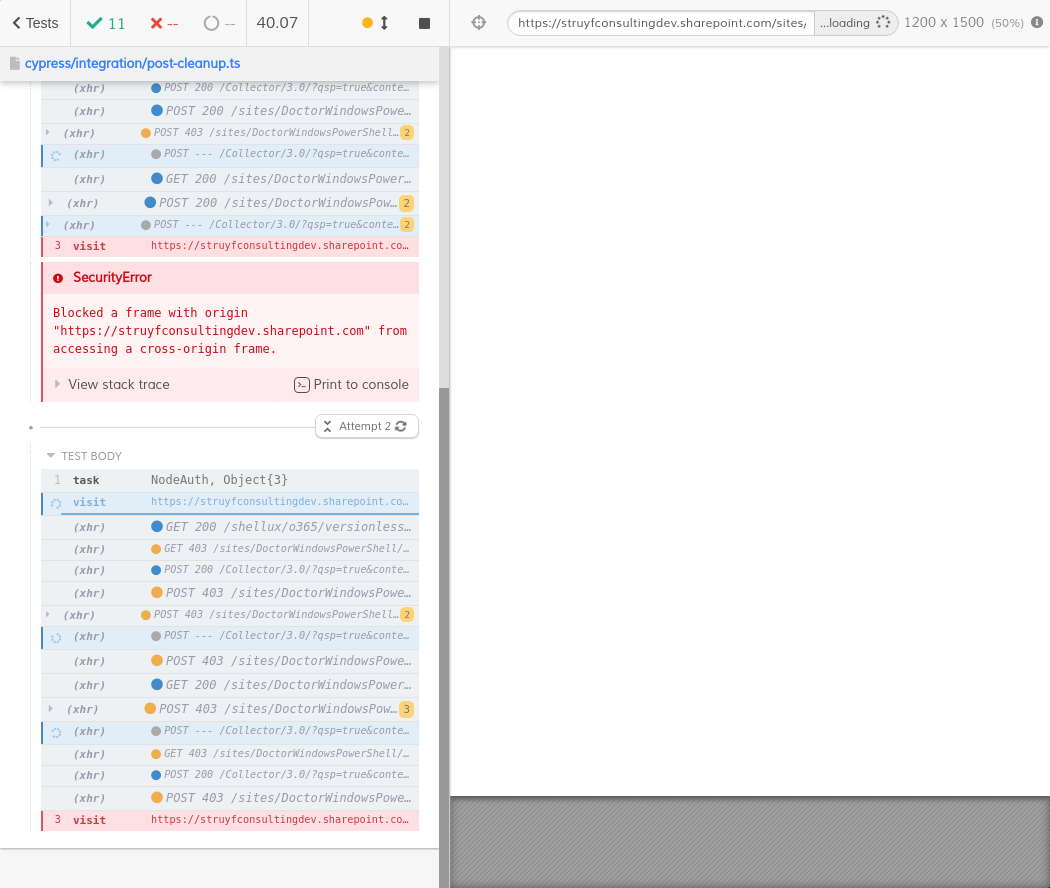 Tests
11
--
--
40.07
https://struyfconsultingdev.sharepoint.com/sites/
...loading
1200 x 1500 (50%)
cypress/integration/post-cleanup.ts
(xhr) POST 200 /Collector/3.0/?qsp=true&conte…
(xhr) POST 200 /sites/DoctorWindowsPowe…
(xhr) POST 403 /sites/DoctorWindowsPowerShell… 2
(xhr) POST --- /Collector/3.0/?qsp=true&conte…
(xhr) GET 200 /sites/DoctorWindowsPower…
(xhr) POST 200 /sites/DoctorWindowsPow… 2
(xhr) POST --- /Collector/3.0/?qsp=true&conte… 2
3 visit https://struyfconsultingdev.sharepoint.co…
SecurityError
Blocked a frame with origin
"https://struyfconsultingdev.sharepoint.com" from
accessing a cross-origin frame.
View stack trace
Print to console
Attempt 2
TEST BODY
1 task NodeAuth, Object{3}
visit https://struyfconsultingdev.sharepoint.co…
(xhr) GET 200 /shellux/o365/versionless…
(xhr) GET 403 /sites/DoctorWindowsPowerShell/…
(xhr) POST 200 /Collector/3.0/?qsp=true&conte…
(xhr) POST 403 /sites/DoctorWindowsPowe…
(xhr) POST 403 /sites/DoctorWindowsPowerShell… 2
(xhr) POST --- /Collector/3.0/?qsp=true&conte…
(xhr) POST 403 /sites/DoctorWindowsPowe…
(xhr) GET 200 /sites/DoctorWindowsPower…
(xhr) POST 403 /sites/DoctorWindowsPow… 3
(xhr) POST --- /Collector/3.0/?qsp=true&conte…
(xhr) GET 403 /sites/DoctorWindowsPowerShell/…
(xhr) POST 200 /Collector/3.0/?qsp=true&conte…
(xhr) POST 403 /sites/DoctorWindowsPowe…
3 visit https://struyfconsultingdev.sharepoint.co…